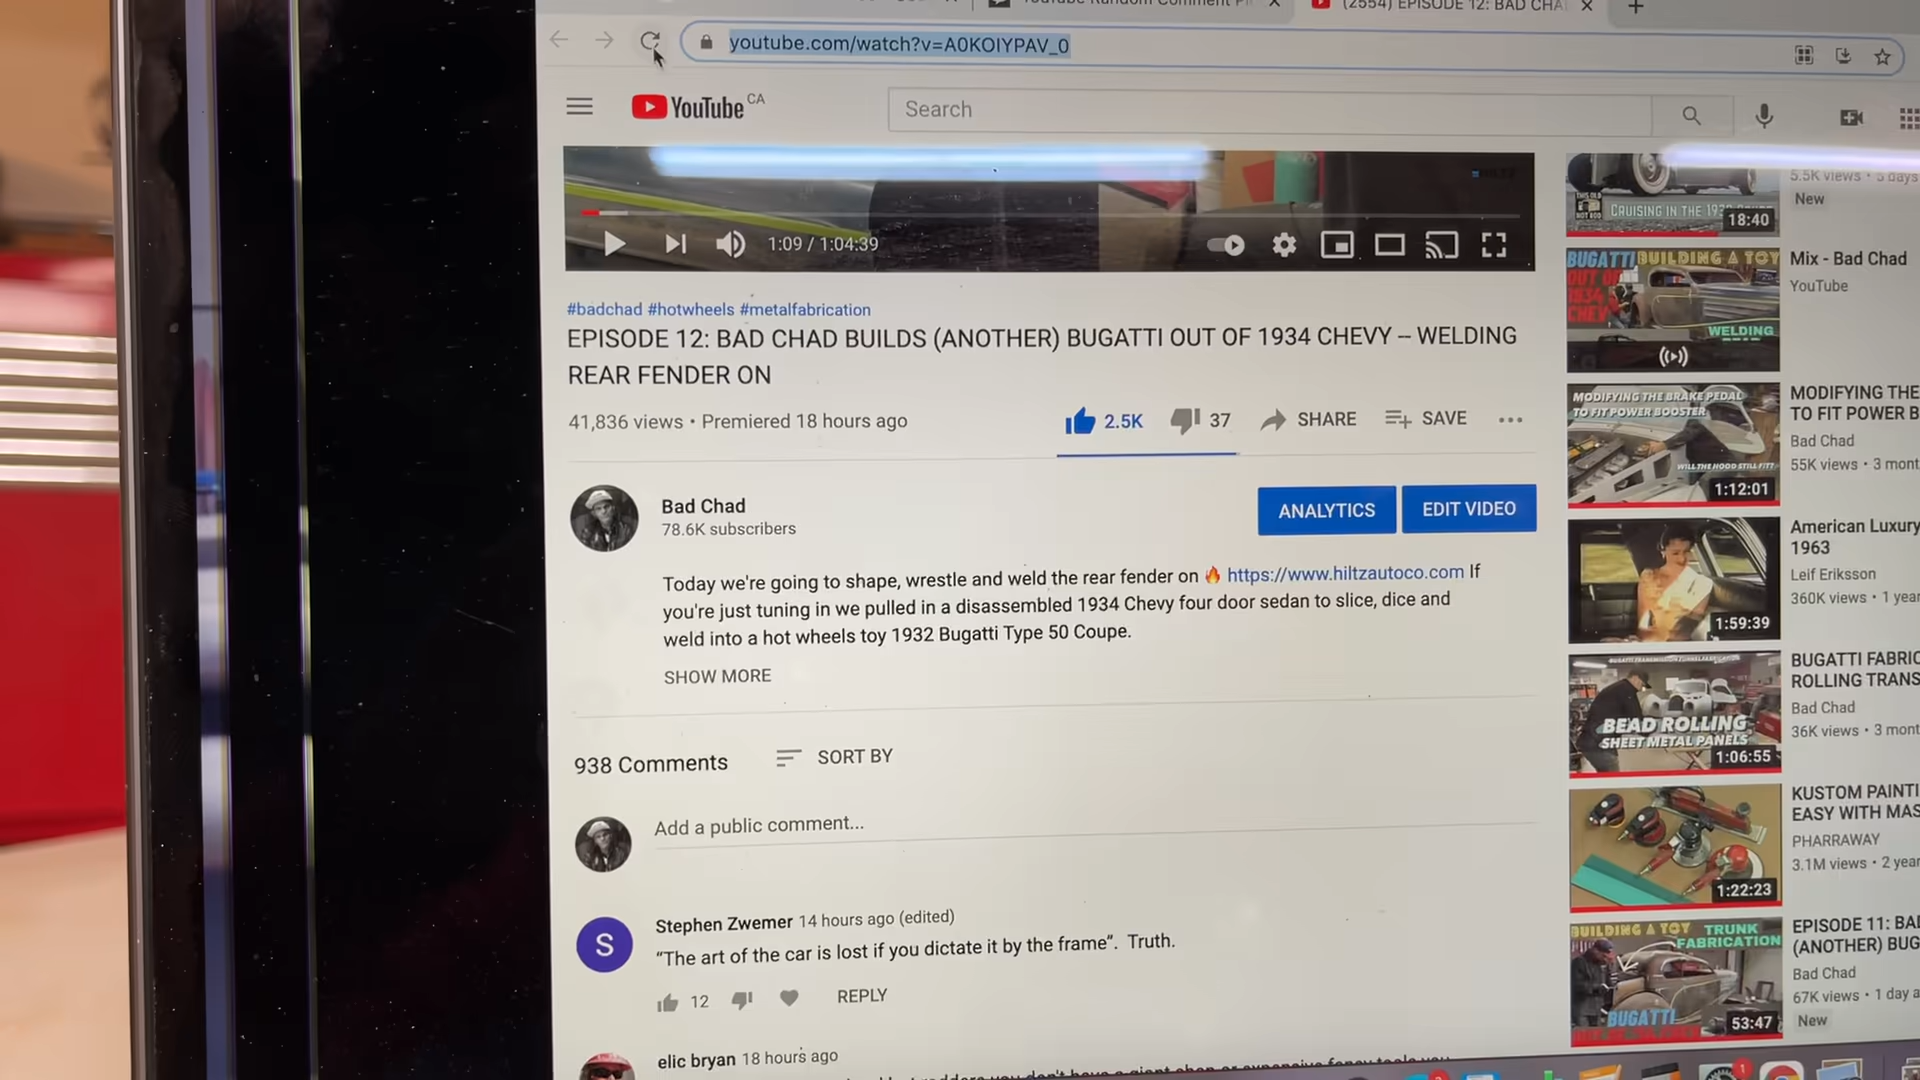 (2554) EPISODE 12: BAD CHA
youtube.com/watch?v=A0KOIYPAV_0
YouTube CA
Search
1:09 / 1:04:39
#badchad #hotwheels #metalfabrication
EPISODE 12: BAD CHAD BUILDS (ANOTHER) BUGATTI OUT OF 1934 CHEVY -- WELDING
REAR FENDER ON
41,836 views • Premiered 18 hours ago
2.5K
37
SHARE
SAVE
Bad Chad
78.6K subscribers
ANALYTICS
EDIT VIDEO
Today we're going to shape, wrestle and weld the rear fender on 🔥 https://www.hiltzautoco.com If
you're just tuning in we pulled in a disassembled 1934 Chevy four door sedan to slice, dice and
weld into a hot wheels toy 1932 Bugatti Type 50 Coupe.
SHOW MORE
938 Comments
SORT BY
Add a public comment...
S
Stephen Zwemer 14 hours ago (edited)
“The art of the car is lost if you dictate it by the frame”. Truth.
12
REPLY
elic bryan 18 hours ago
5.5K views • 5 days
New
CRUISING IN THE 193
18:40
BUGATTI BUILDING A TOY
OUT OF
1934
CHEV
WELDING
Mix - Bad Chad
YouTube
MODIFYING THE BRAKE PEDAL
TO FIT POWER BOOSTER
WILL THE HOOD STILL FIT?
1:12:01
MODIFYING THE
TO FIT POWER B
Bad Chad
55K views • 3 mont
1:59:39
American Luxury
1963
Leif Eriksson
360K views • 1 year
BEAD ROLLING
SHEET METAL PANELS
1:06:55
BUGATTI FABRIC
ROLLING TRANS
Bad Chad
36K views • 3 mont
1:22:23
KUSTOM PAINTI
EASY WITH MAS
PHARRAWAY
3.1M views • 2 year
BUILDING A TOY TRUNK
FABRICATION
BUGATTI
53:47
EPISODE 11: BAD
(ANOTHER) BUG
Bad Chad
67K views • 1 day a
New